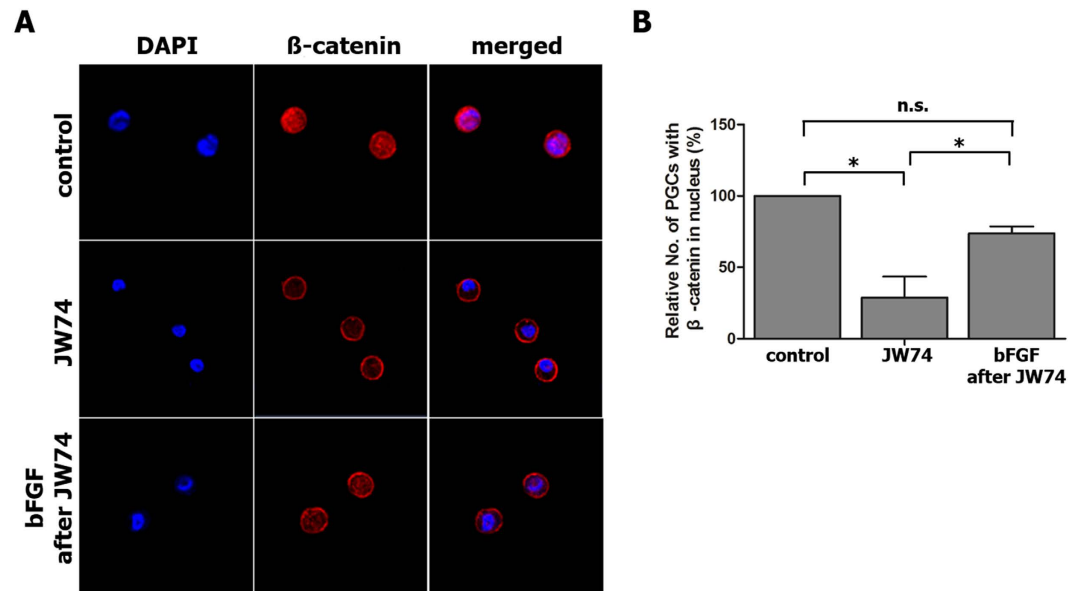 A
DAPI
ß-catenin
merged
control
JW74
bFGF
after JW74
B
n.s.
*
*
Relative No. of PGCs with
β -catenin in nucleus (%)
150
100
50
0
control
JW74
bFGF
after JW74